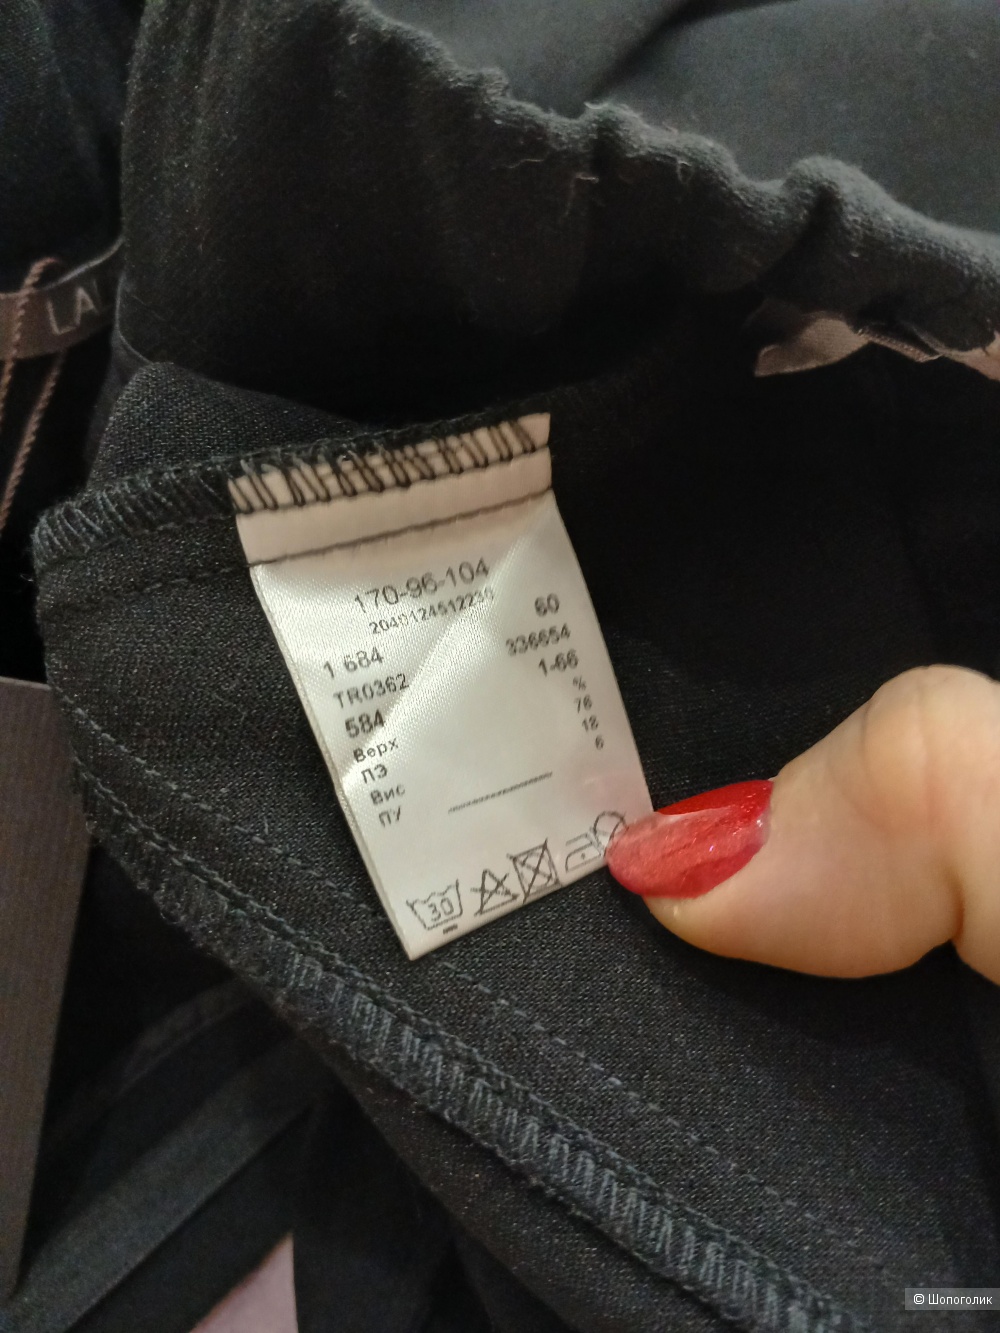 LA
170-96-104
2040124512230
1 684 60
TR0362 336654
584 1-66
Верх %
ПЭ 76
Вис 18
ПУ 6
30
© Шопоголик